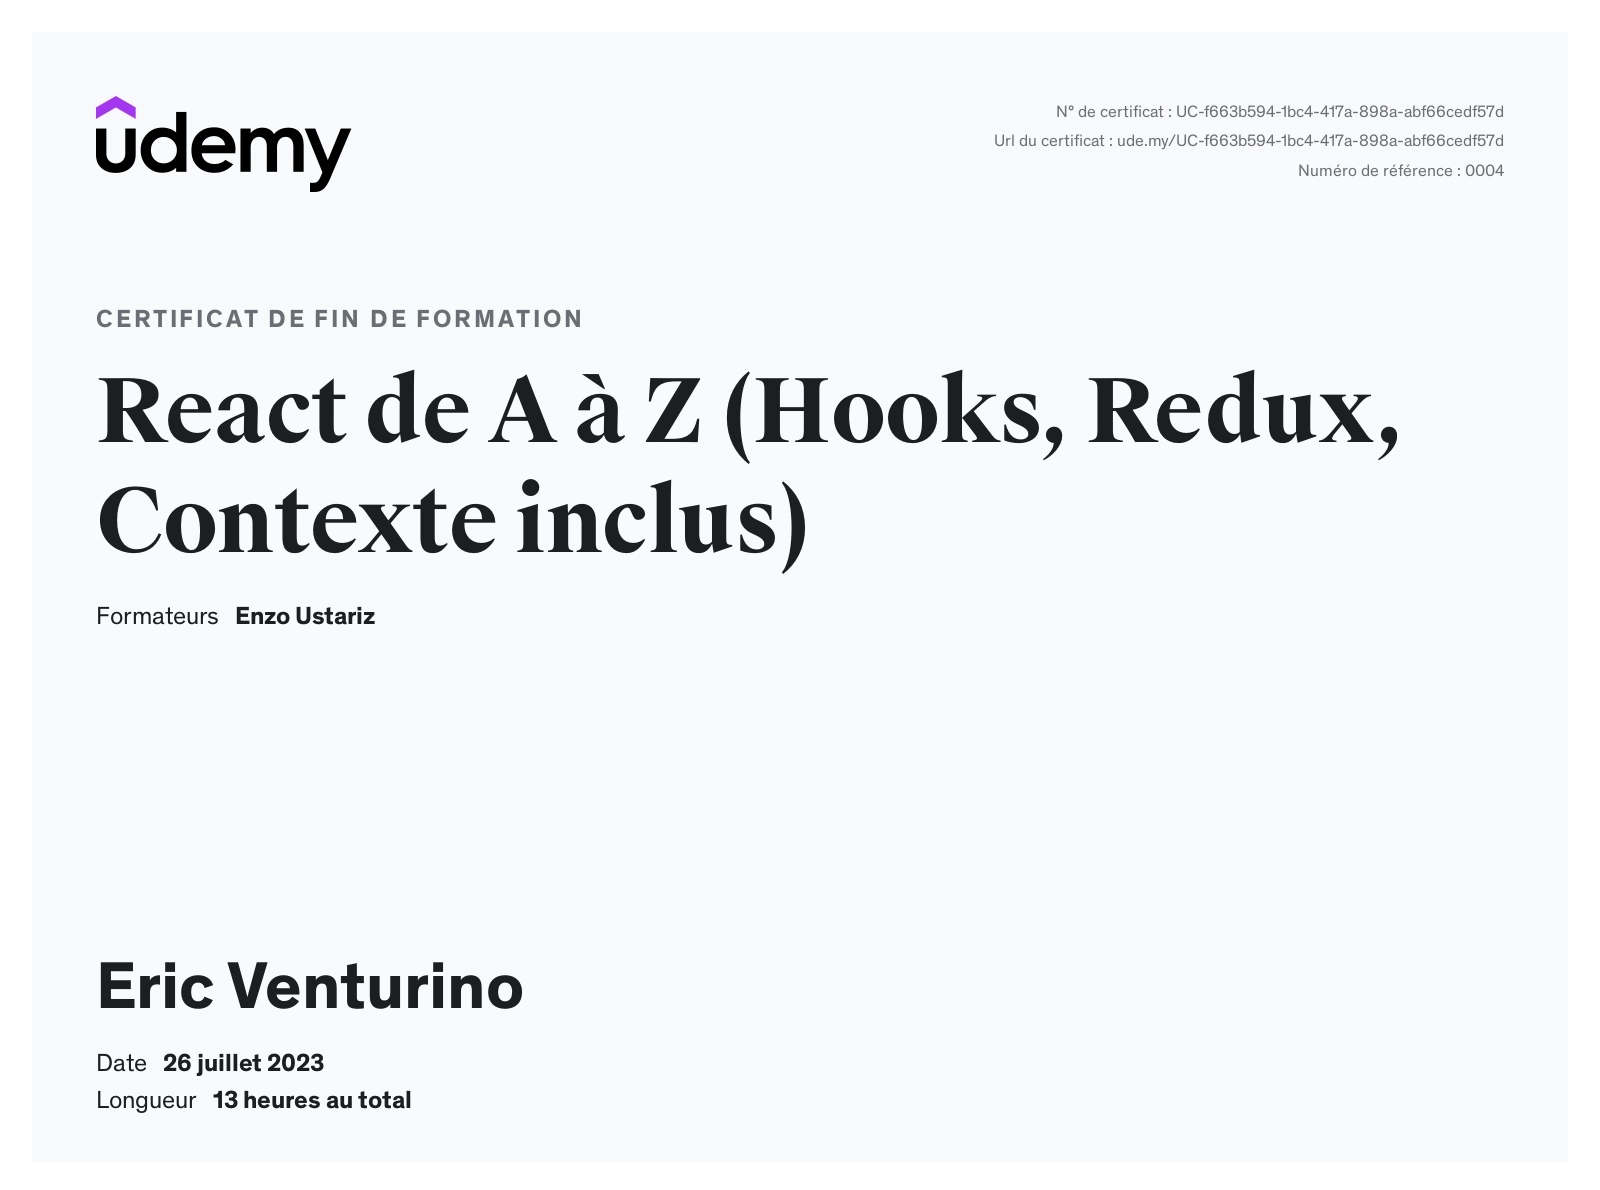 udemy
N° de certificat : UC-f663b594-1bc4-417a-898a-abf66cedf57d
Url du certificat : ude.my/UC-f663b594-1bc4-417a-898a-abf66cedf57d
Numéro de référence : 0004
CERTIFICAT DE FIN DE FORMATION
React de A à Z (Hooks, Redux,
Contexte inclus)
Formateurs Enzo Ustariz
Eric Venturino
Date 26 juillet 2023
Longueur 13 heures au total